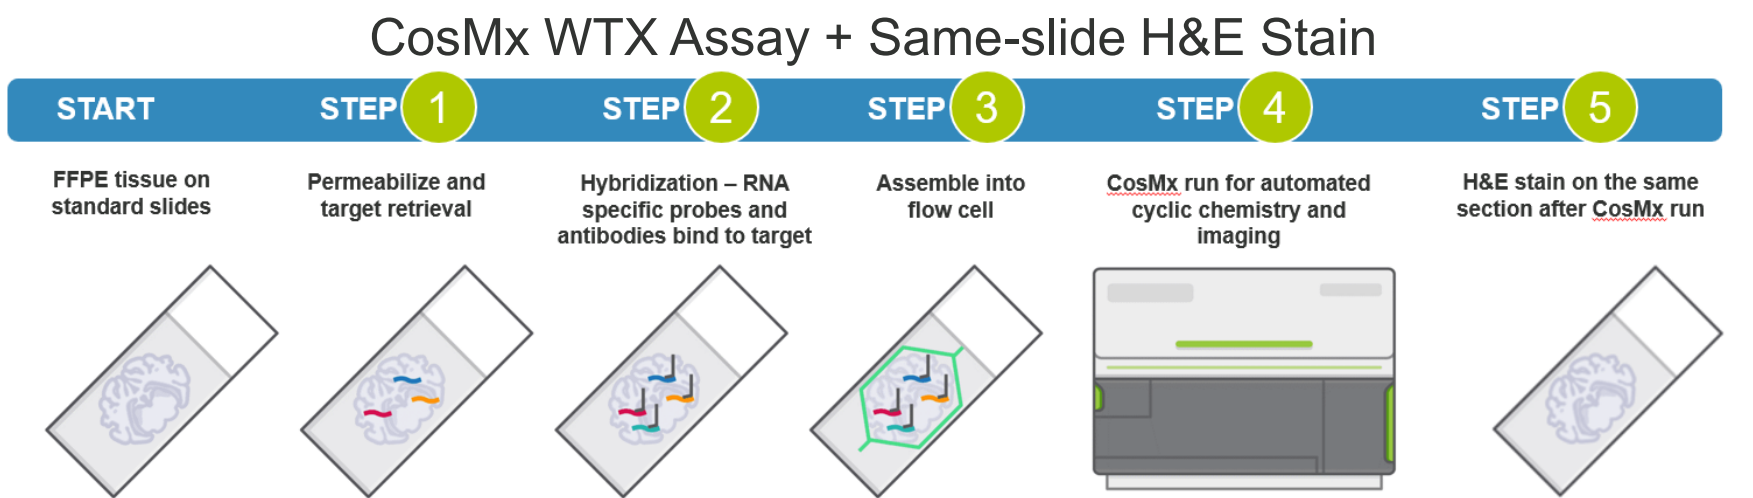 CosMx WTX Assay + Same-slide H&E Stain
START
STEP 1
STEP 2
STEP 3
STEP 4
STEP 5
FFPE tissue on
standard slides
Permeabilize and
target retrieval
Hybridization – RNA
specific probes and
antibodies bind to target
Assemble into
flow cell
CosMx run for automated
cyclic chemistry and
imaging
H&E stain on the same
section after CosMx run